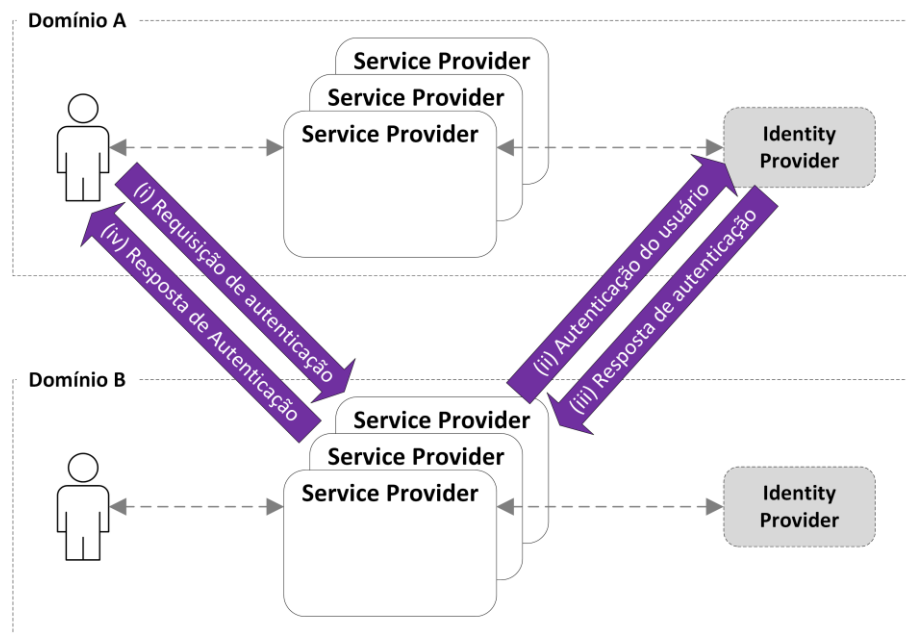 Domínio A
Service Provider
Service Provider
Service Provider
Identity
Provider
(i) Requisição de autenticação
(iv) Resposta de Autenticação
(ii) Autenticação do usuário
(iii) Resposta de autenticação
Domínio B
Service Provider
Service Provider
Service Provider
Identity
Provider